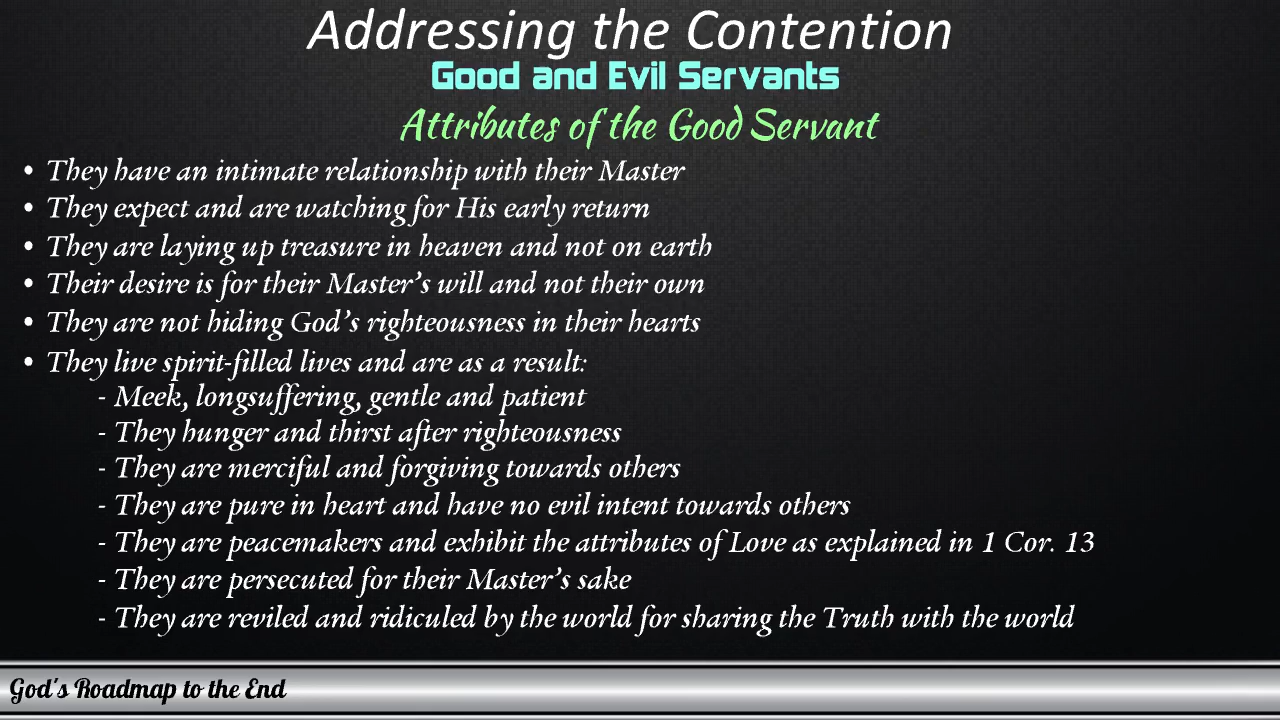 Addressing the Contention
Good and Evil Servants
Attributes of the Good Servant
• They have an intimate relationship with their Master
• They expect and are watching for His early return
• They are laying up treasure in heaven and not on earth
• Their desire is for their Master's will and not their own
• They are not hiding God's righteousness in their hearts
• They live spirit-filled lives and are as a result:
- Meek, longsuffering, gentle and patient
- They hunger and thirst after righteousness
- They are merciful and forgiving towards others
- They are pure in heart and have no evil intent towards others
- They are peacemakers and exhibit the attributes of Love as explained in 1 Cor. 13
- They are persecuted for their Master's sake
- They are reviled and ridiculed by the world for sharing the Truth with the world
God's Roadmap to the End